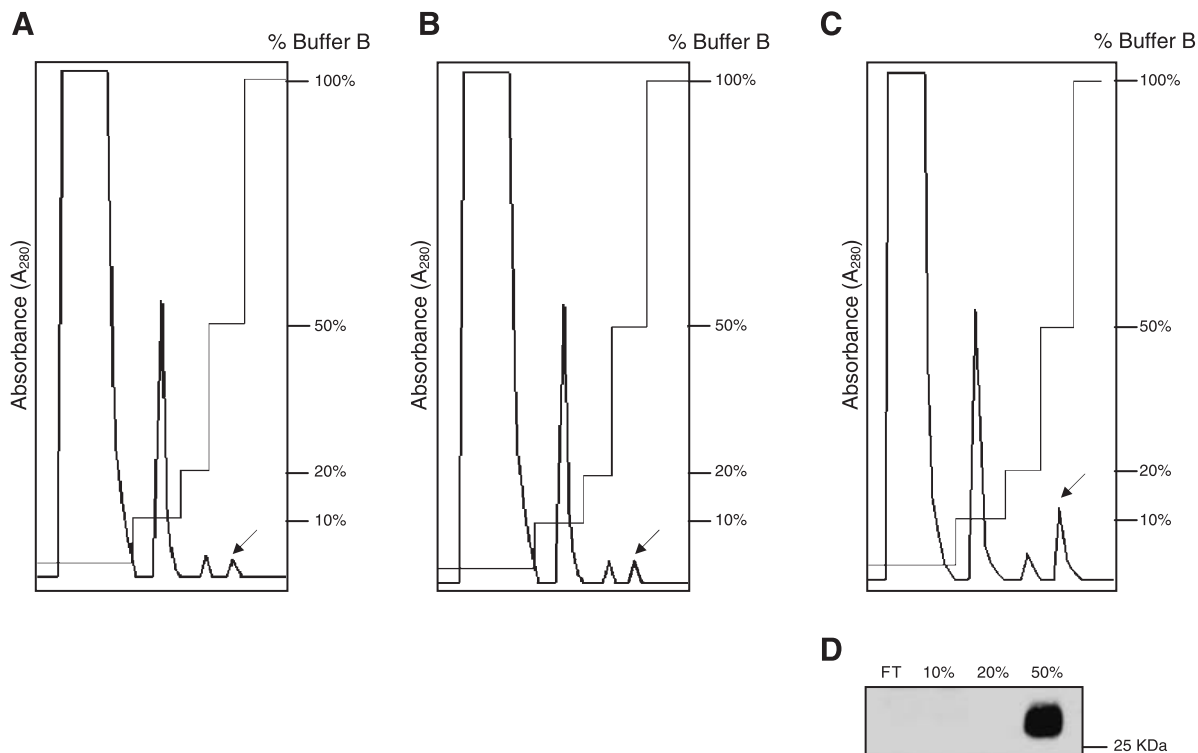 A
% Buffer B
100%
50%
20%
10%
Absorbance (A280)
B
% Buffer B
100%
50%
20%
10%
Absorbance (A280)
C
% Buffer B
100%
50%
20%
10%
Absorbance (A280)
D
FT 10% 20% 50%
25 KDa